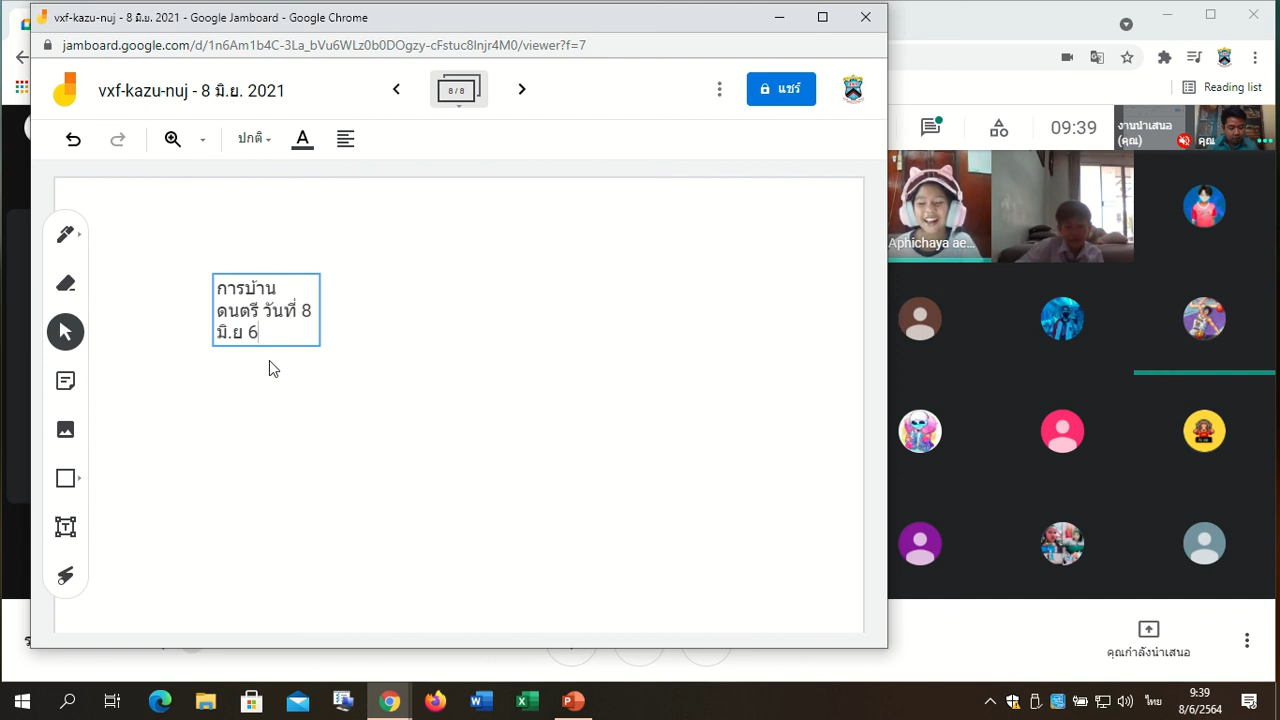 vxf-kazu-nuj - 8 มิ.ย. 2021 - Google Jamboard - Google Chrome
jamboard.google.com/d/1n6Am1b4C-3La_bVu6WLz0b0DOgzy-cFstuc8lnjr4M0/viewer?f=7
Reading list
vxf-kazu-nuj - 8 มิ.ย. 2021
8 / 8
แชร์
ปกติ
09:39
งานนำเสนอ
(คุณ)
คุณ
Aphichaya ae...
การบ้าน
ดนตรี วันที่ 8
มิ.ย 6
คุณกำลังนำเสนอ
ไทย
9:39
8/6/2564